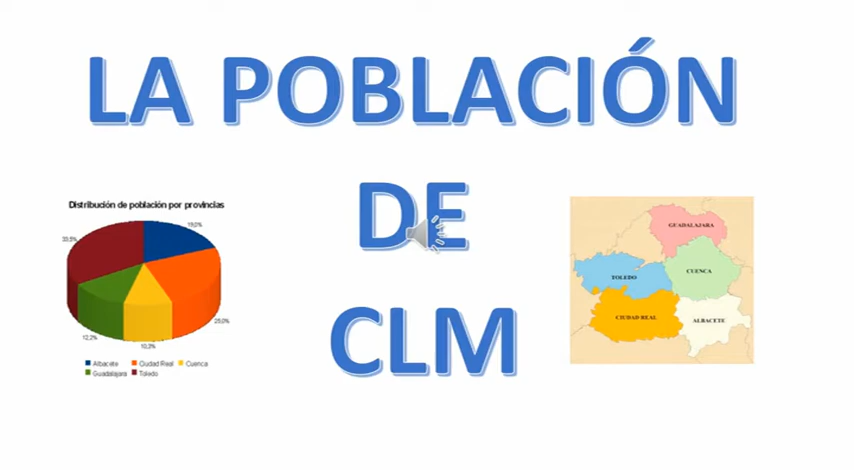 LA POBLACIÓN
DE
CLM
Distribución de población por provincias
19,0%
33,5%
25,0%
12,2%
10,3%
Albacete Ciudad Real Cuenca
Guadalajara Toledo
GUADALAJARA
CUENCA
TOLEDO
CIUDAD REAL
ALBACETE